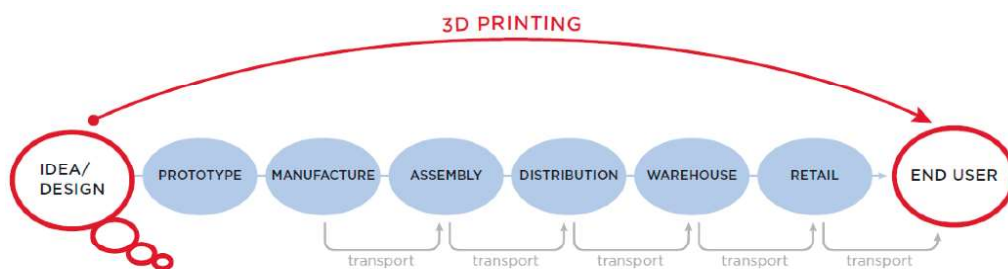 3D PRINTING
IDEA/
DESIGN
PROTOTYPE
MANUFACTURE
ASSEMBLY
DISTRIBUTION
WAREHOUSE
RETAIL
END USER
transport
transport
transport
transport
transport